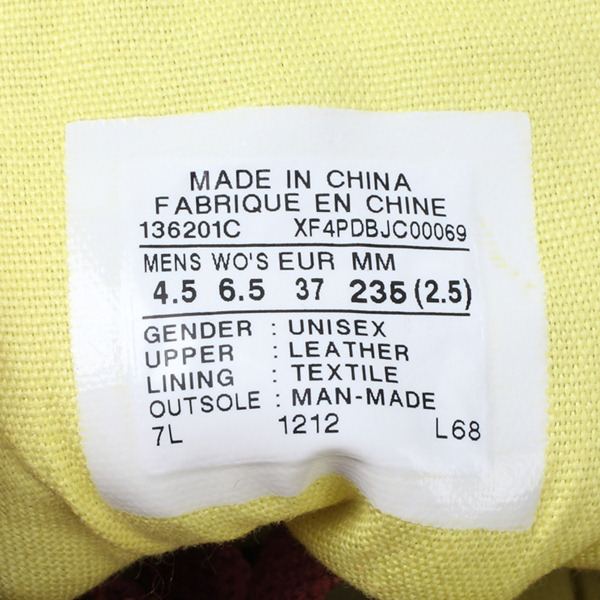 MADE IN CHINA
FABRIQUE EN CHINE
136201C XF4PDBJC00069
MENS WO'S EUR MM
4.5 6.5 37 235 (2.5)
GENDER : UNISEX
UPPER : LEATHER
LINING : TEXTILE
OUTSOLE : MAN-MADE
7L 1212 L68